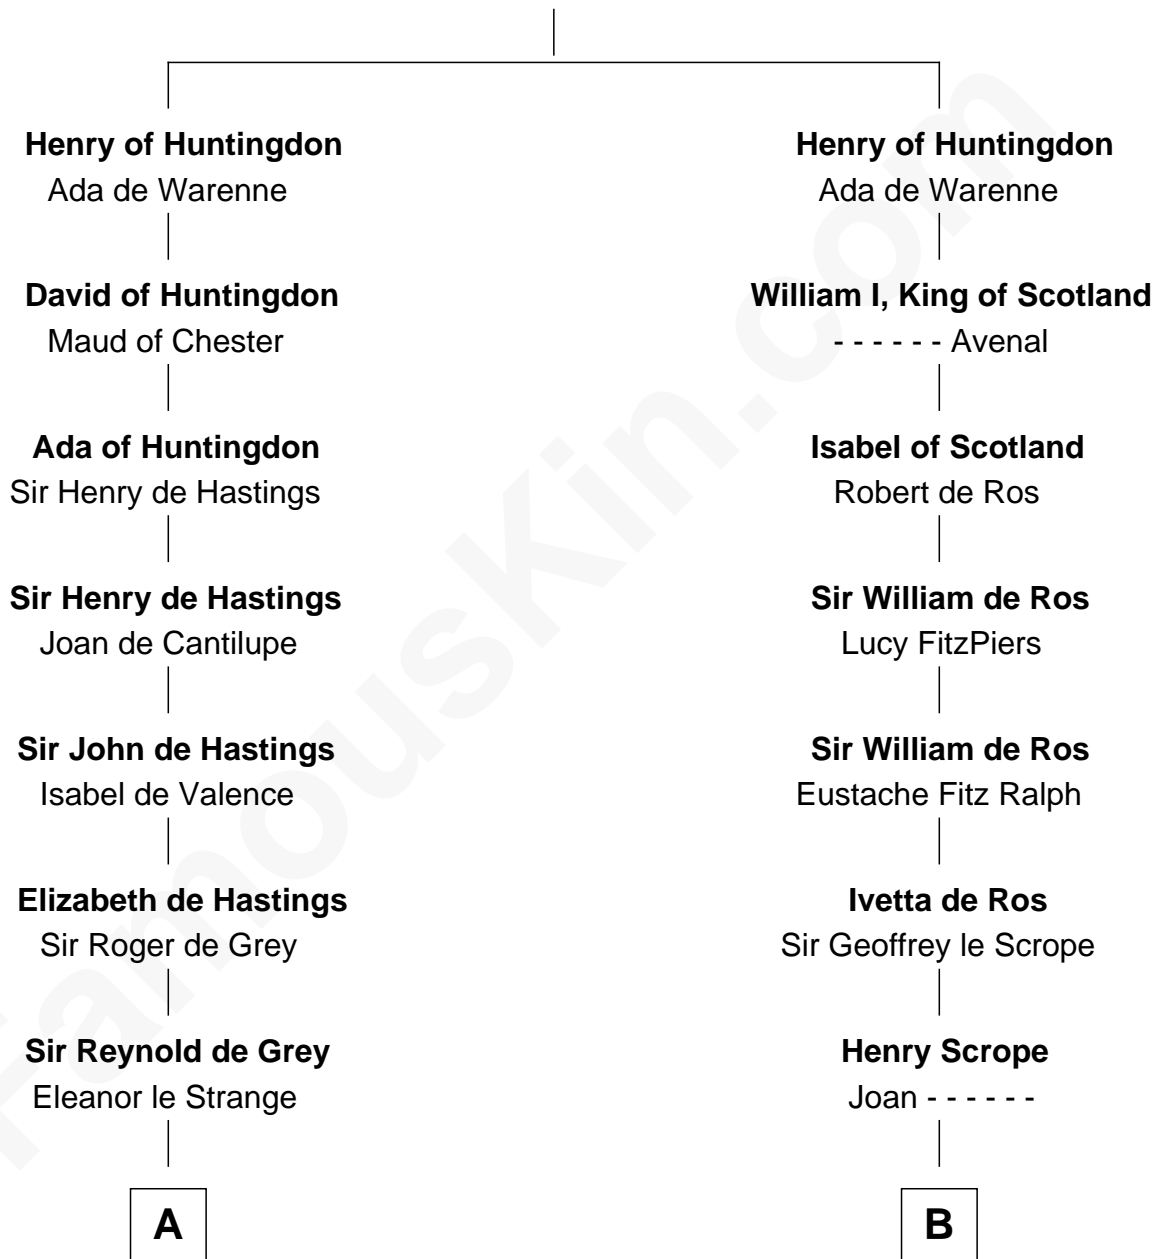 Henry of Huntingdon
Ada de Warenne
David of Huntingdon
Maud of Chester
Ada of Huntingdon
Sir Henry de Hastings
Sir Henry de Hastings
Joan de Cantilupe
Sir John de Hastings
Isabel de Valence
Elizabeth de Hastings
Sir Roger de Grey
Sir Reynold de Grey
Eleanor le Strange
A
Henry of Huntingdon
Ada de Warenne
William I, King of Scotland
- - - - - - Avenal
Isabel of Scotland
Robert de Ros
Sir William de Ros
Lucy FitzPiers
Sir William de Ros
Eustache Fitz Ralph
Ivetta de Ros
Sir Geoffrey le Scrope
Henry Scrope
Joan - - - - - -
B
FamousKin.com